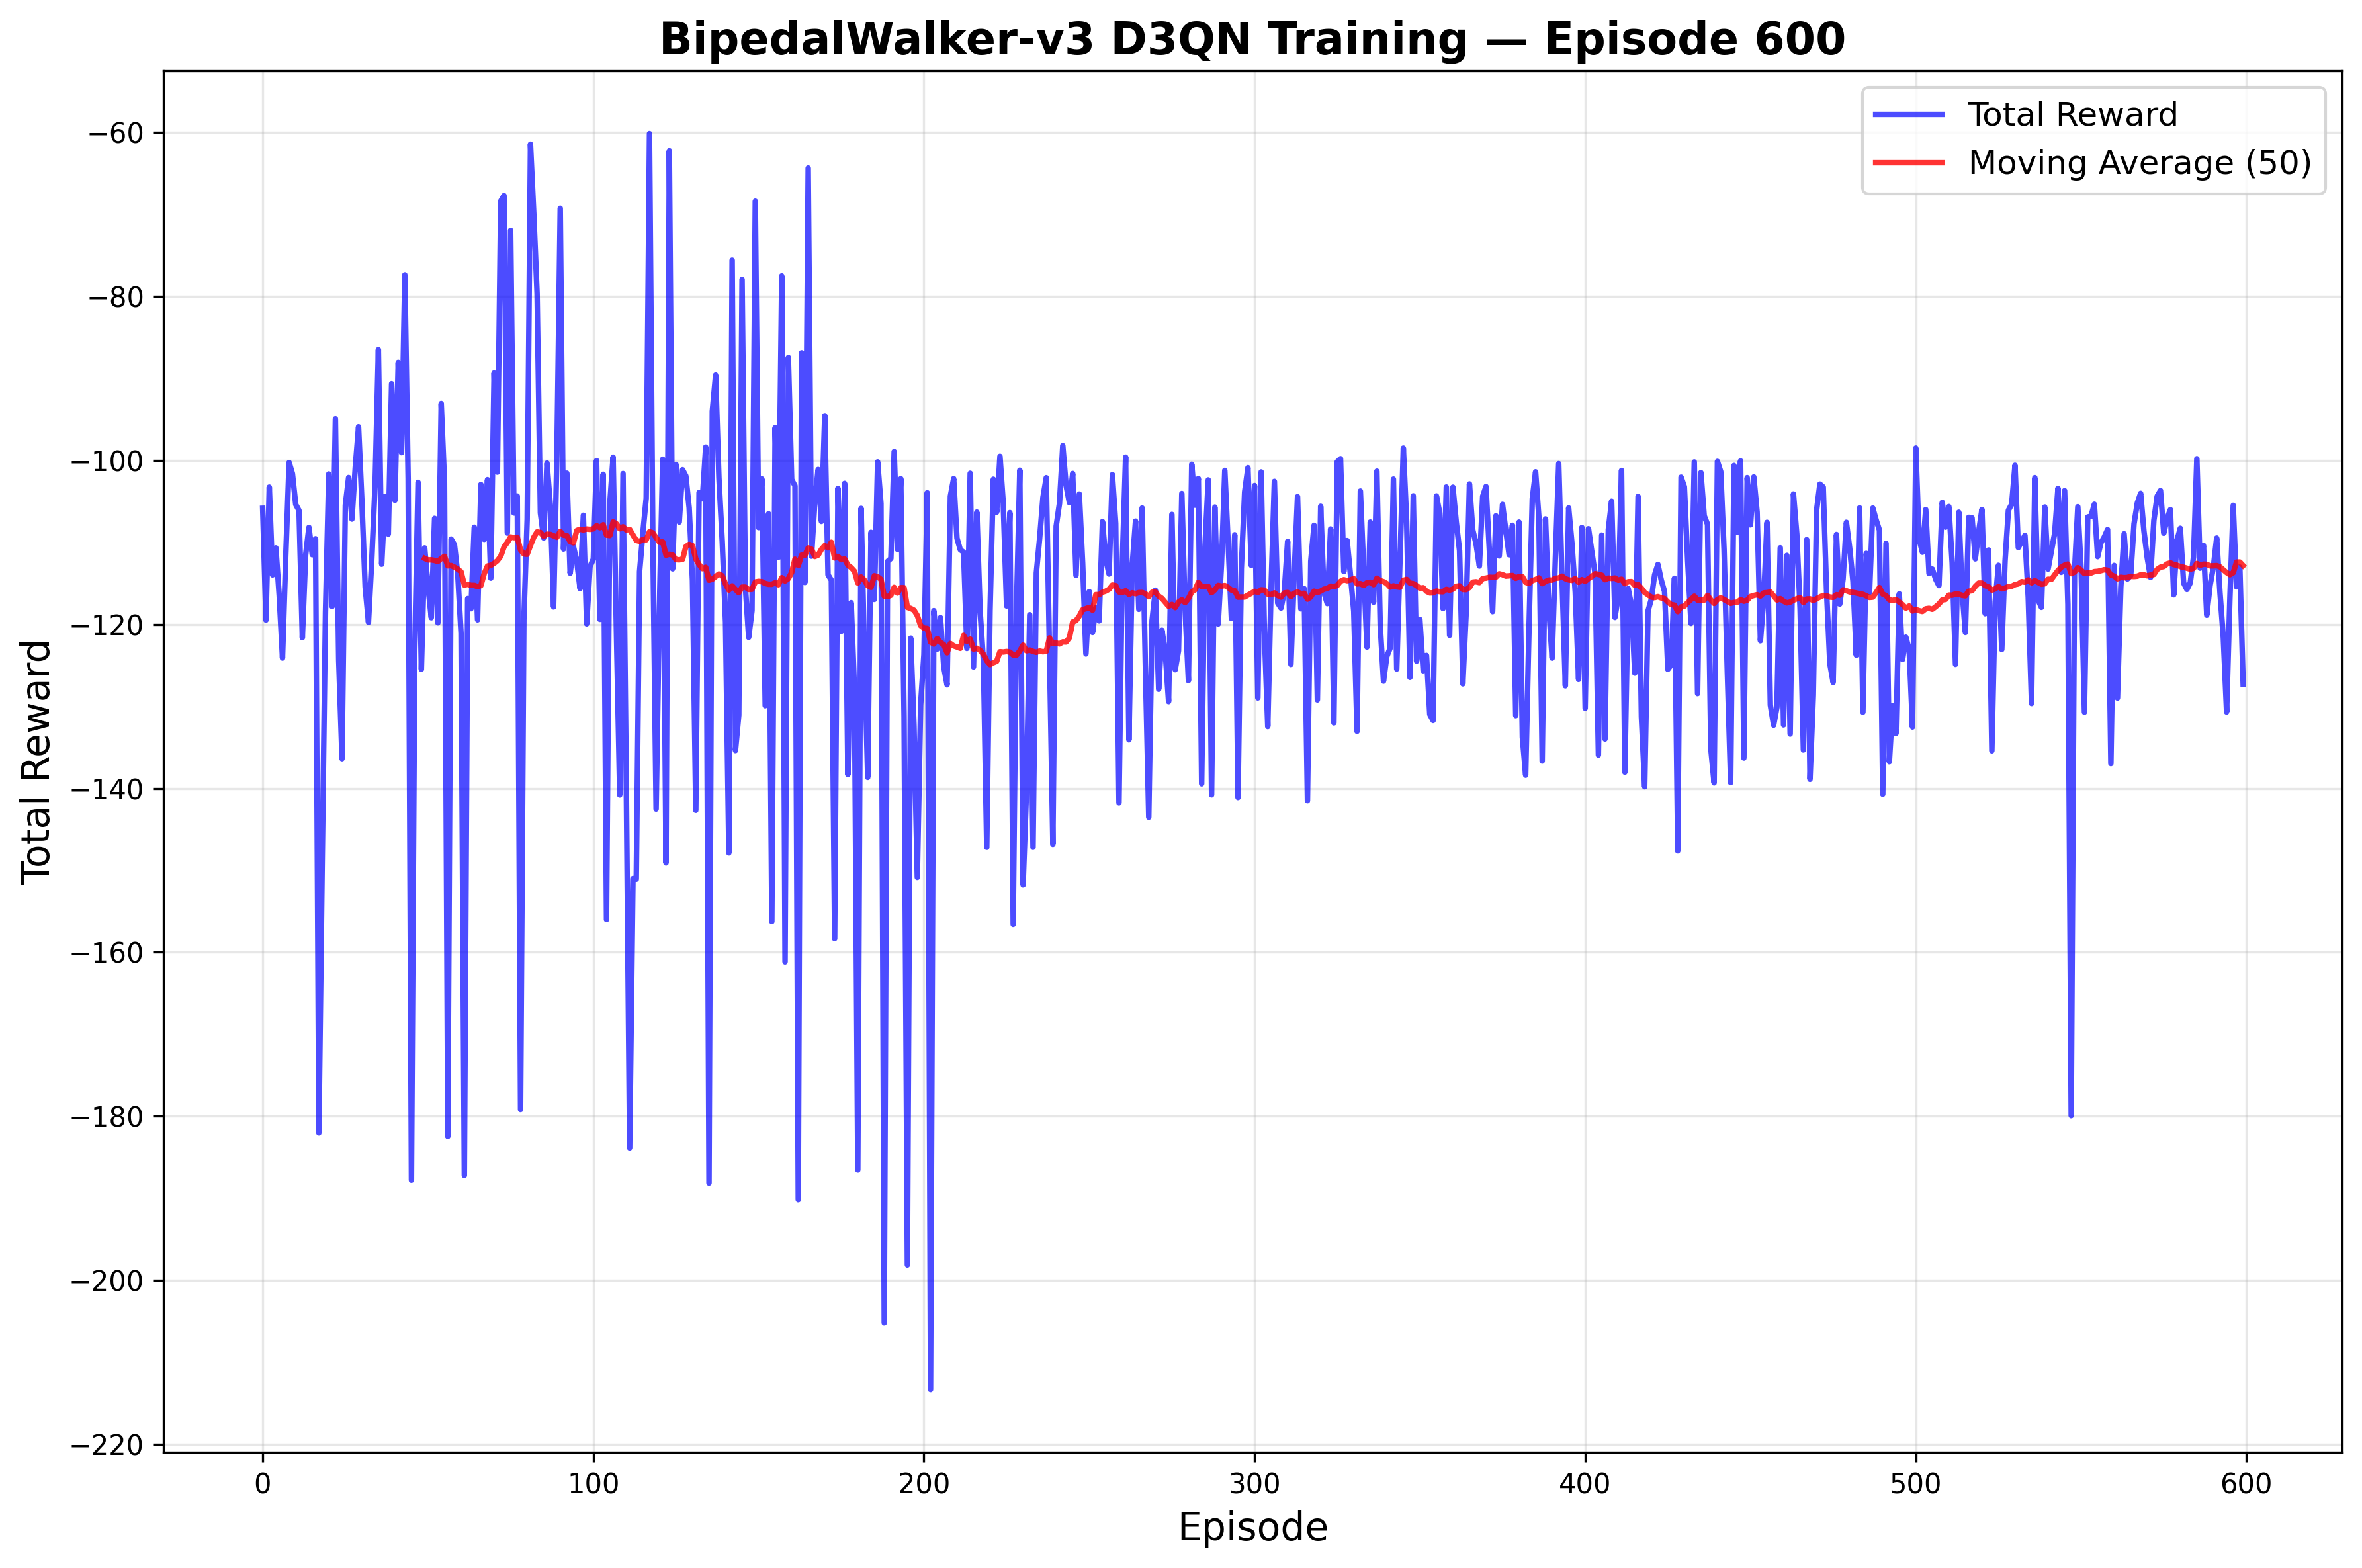 BipedalWalker-v3 D3QN Training — Episode 600
Total Reward
Moving Average (50)
−60
−80
−100
−120
−140
−160
−180
−200
−220
Total Reward
0 100 200 300 400 500 600
Episode